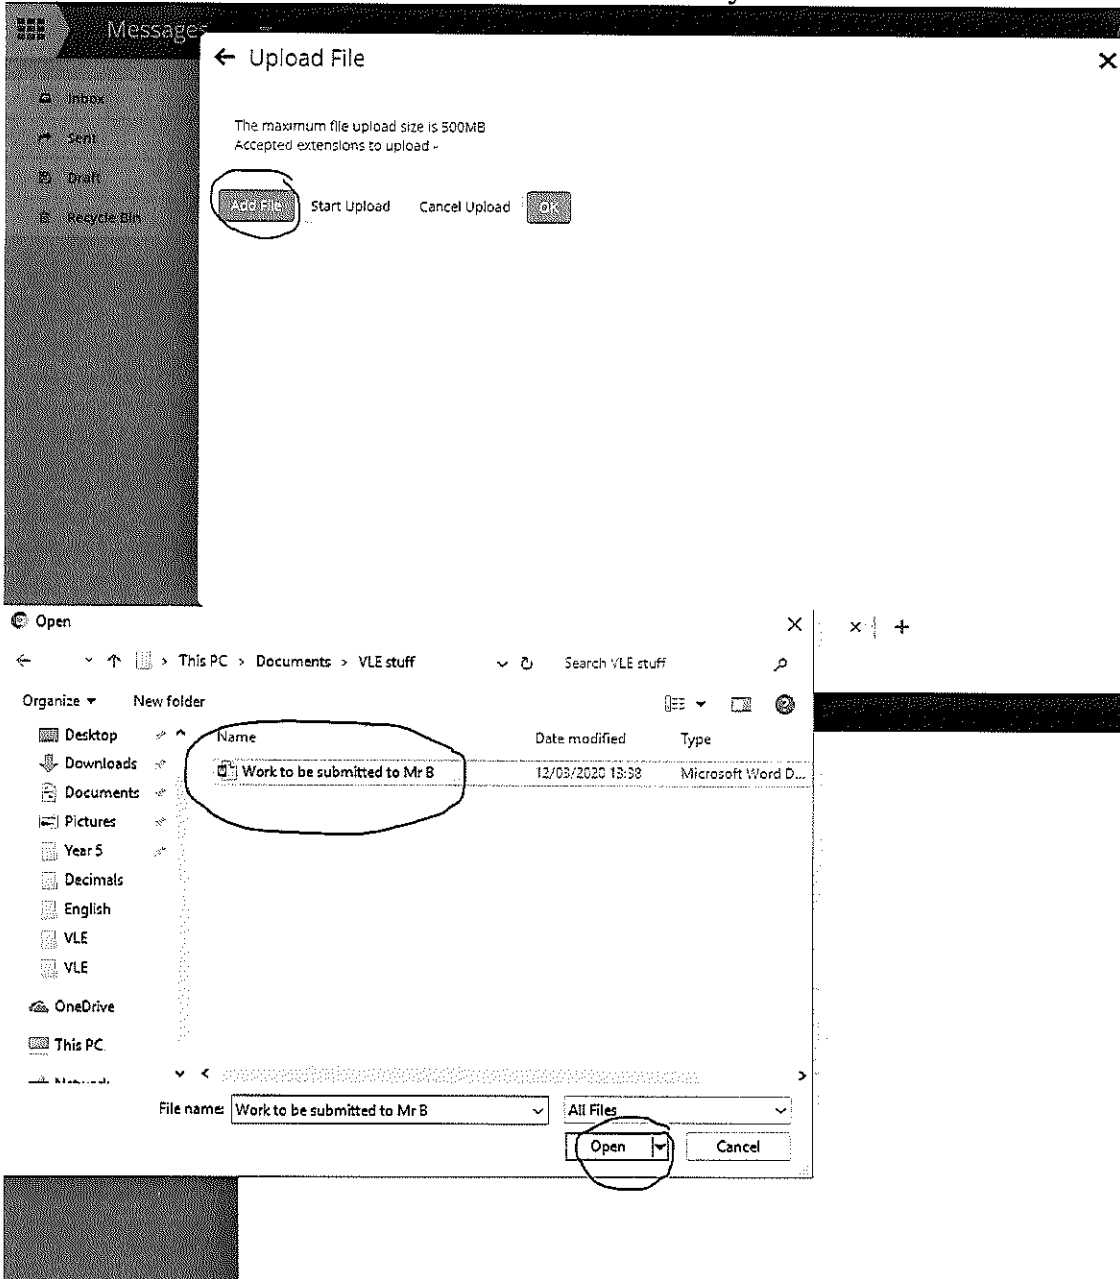 Messages
← Upload File
Inbox
Sent
Draft
Recycle Bin
The maximum file upload size is 500MB
Accepted extensions to upload -
Add File Start Upload Cancel Upload OK
Open
This PC > Documents > VLE stuff
Search VLE stuff
Organize New folder
Name Date modified Type
Work to be submitted to Mr B 13:38 Microsoft Word D...
Desktop
Downloads
Documents
Pictures
Year 5
Decimals
English
VLE
VLE
OneDrive
This PC
File name: Work to be submitted to Mr B All Files
Open Cancel